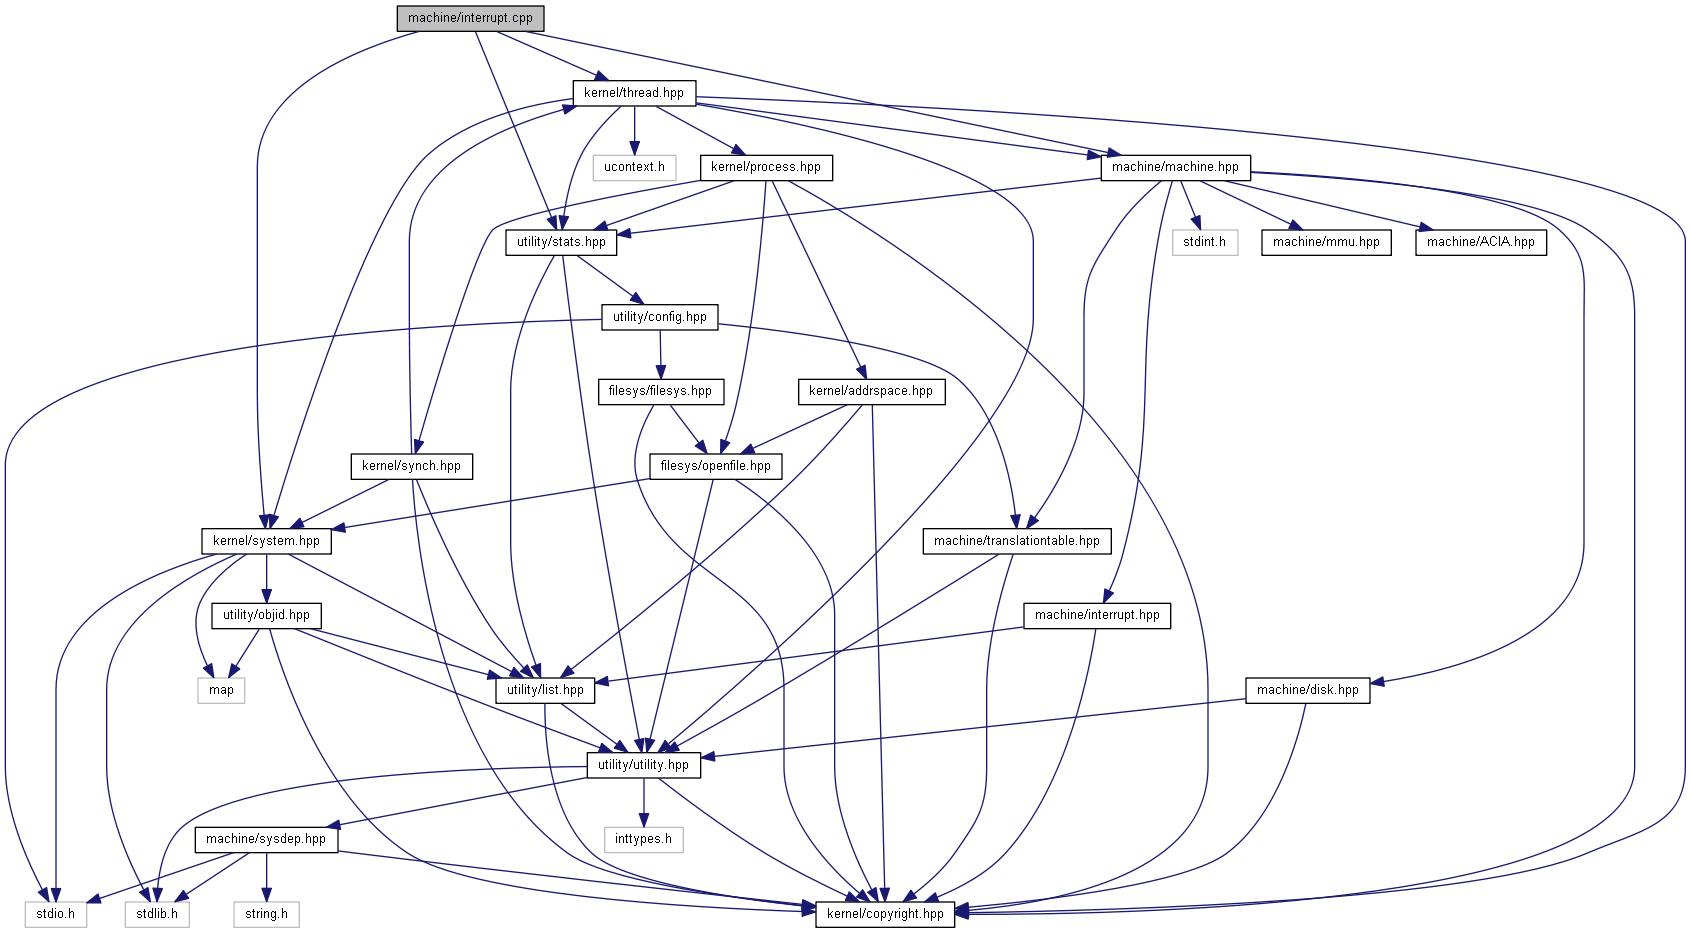 machine/interrupt.cpp
kernel/thread.hpp
ucontext.h
kernel/process.hpp
machine/machine.hpp
utility/stats.hpp
stdint.h
machine/mmu.hpp
machine/ACIA.hpp
utility/config.hpp
filesys/filesys.hpp
kernel/addrspace.hpp
kernel/synch.hpp
filesys/openfile.hpp
kernel/system.hpp
machine/translationtable.hpp
utility/objid.hpp
machine/interrupt.hpp
map
utility/list.hpp
machine/disk.hpp
utility/utility.hpp
machine/sysdep.hpp
inttypes.h
stdio.h
stdlib.h
string.h
kernel/copyright.hpp